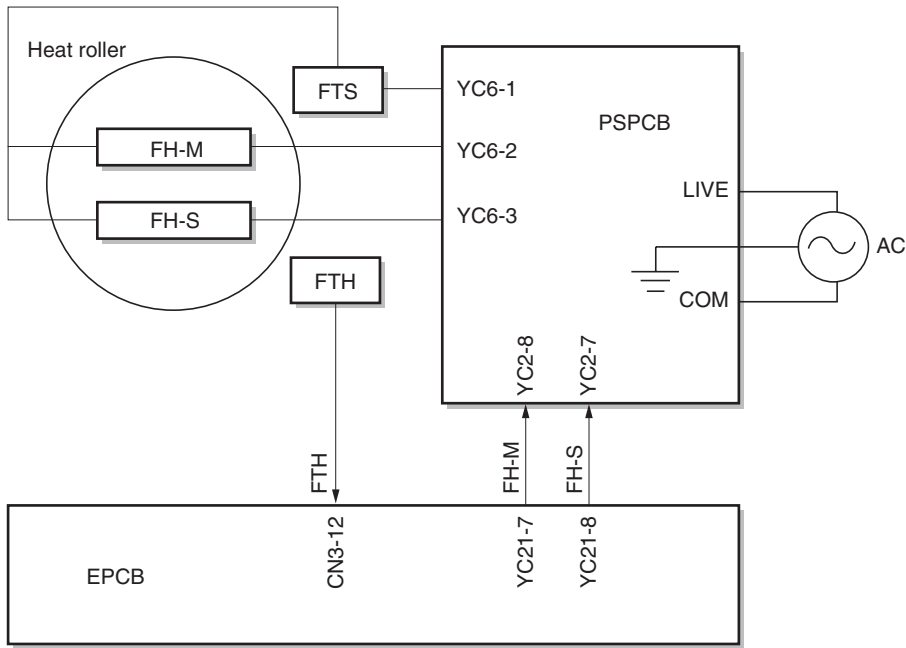 Heat roller
FTS
YC6-1
PSPCB
FH-M
YC6-2
LIVE
FH-S
YC6-3
AC
FTH
COM
YC2-8
YC2-7
FTH
FH-M
FH-S
CN3-12
YC21-7
YC21-8
EPCB